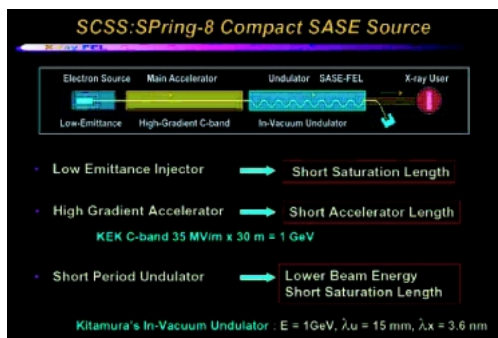 SCSS:SPring-8 Compact SASE Source
Electron Source Main Accelerator Undulator SASE-FEL X-ray User
Low-Emittance High-Gradient C-band In-Vacuum Undulator
• Low Emittance Injector Short Saturation Length
• High Gradient Accelerator Short Accelerator Length
KEK C-band 35 MV/m x 30 m = 1 GeV
• Short Period Undulator Lower Beam Energy
Short Saturation Length
Kitamura's In-Vacuum Undulator : E = 1GeV, λu = 15 mm, λx = 3.6 nm